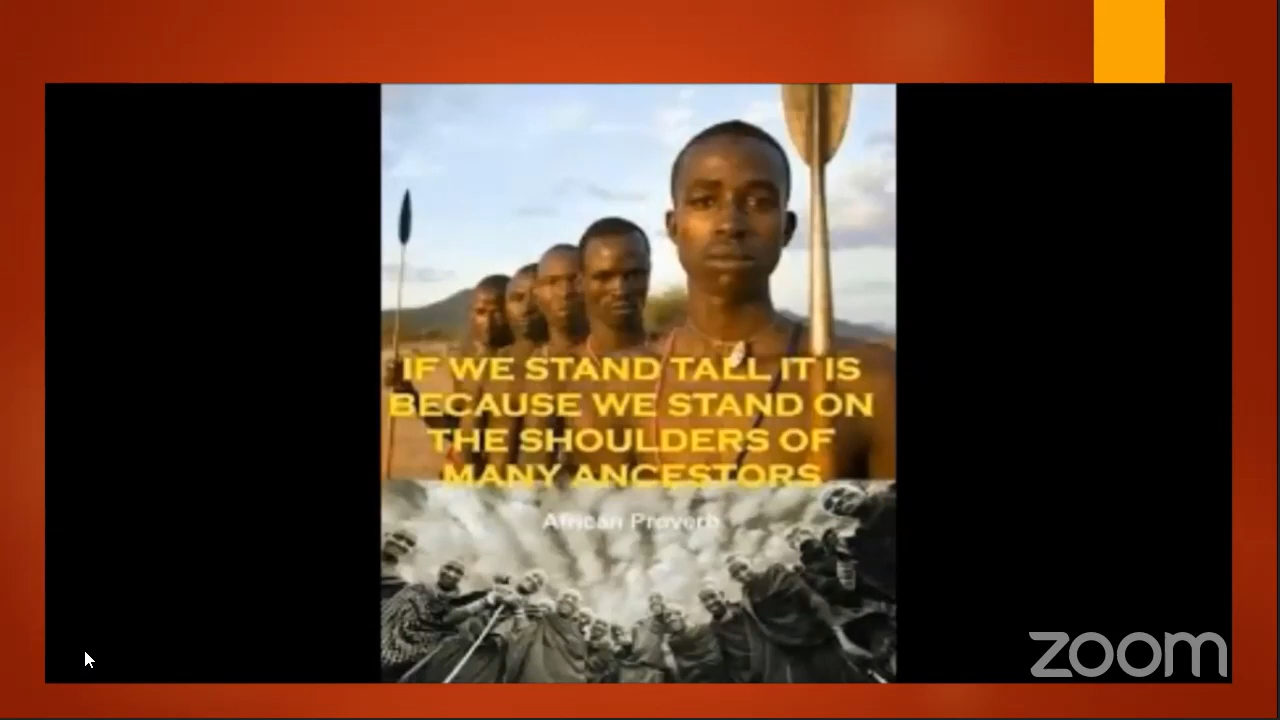 IF WE STAND TALL IT IS
BECAUSE WE STAND ON
THE SHOULDERS OF
MANY ANCESTORS
African Proverb
zoom